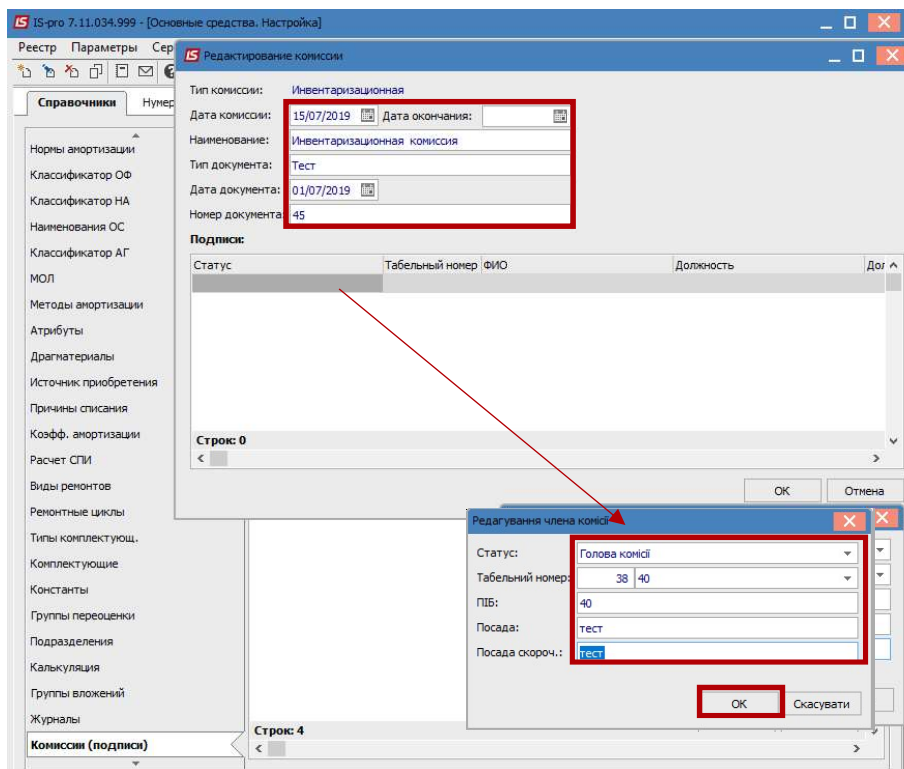 IS-pro 7.11.034.999 - [Основные средства. Настройка]
Реестр Параметры Сер
Редактирование комиссии
Справочники Нумер
Нормы амортизации
Классификатор ОФ
Классификатор НА
Наименования ОС
Классификатор АГ
МОЛ
Методы амортизации
Атрибуты
Драгматериалы
Источник приобретения
Причины списания
Коэфф. амортизации
Расчет СПИ
Виды ремонтов
Ремонтные циклы
Типы комплектующ.
Комплектующие
Константы
Группы переоценки
Подразделения
Калькуляция
Группы вложений
Журналы
Комиссии (подписи)
Тип комиссии: Инвентаризационная
Дата комиссии: 15/07/2019 Дата окончания:
Наименование: Инвентаризационная комиссия
Тип документа: Тест
Дата документа: 01/07/2019
Номер документа: 45
Подписи:
Статус Табельный номер ФИО Должность Дол
Строк: 0
ОК Отмена
Редагування члена комісії
Статус: Голова комісії
Табельний номер: 38 40
ПІБ: 40
Посада: тест
Посада скороч.: тест
ОК Скасувати
Строк: 4